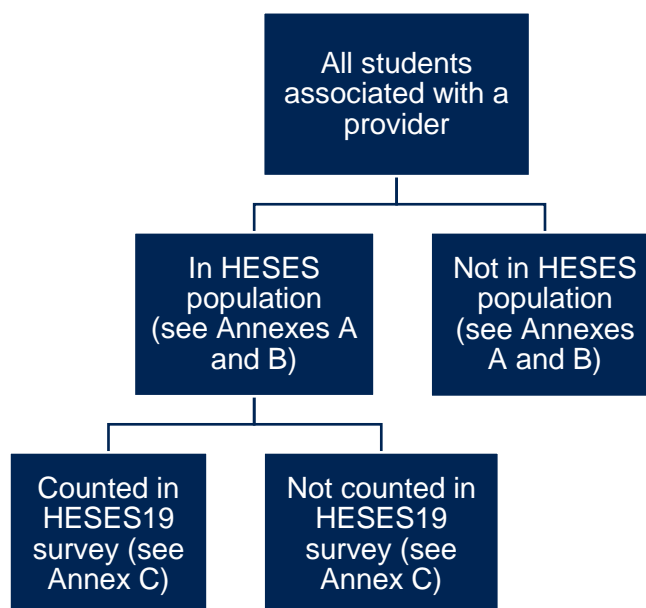 All students
associated with a
provider
In HESES
population
(see Annexes A
and B)
Not in HESES
population
(see Annexes
A and B)
Counted in
HESES19
survey (see
Annex C)
Not counted in
HESES19
survey (see
Annex C)